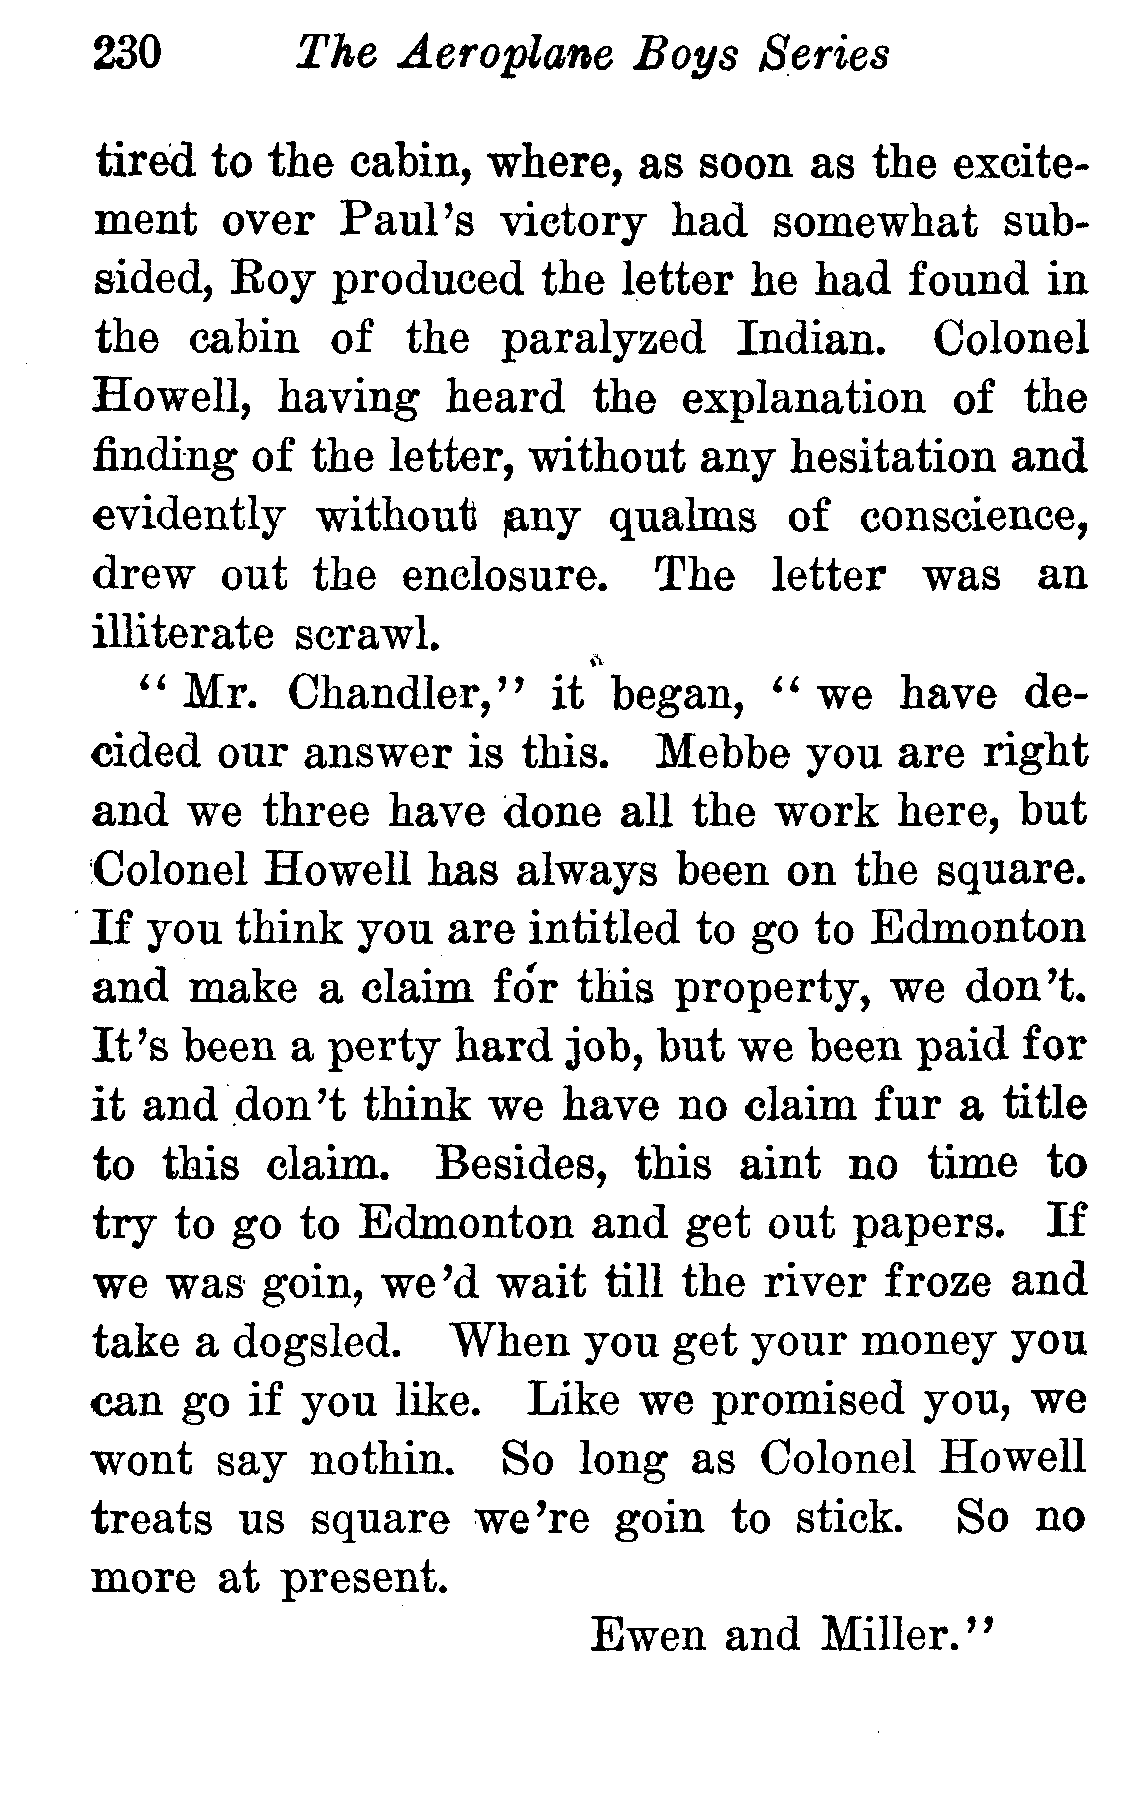 230 The Aeroplane Boys Series
tired to the cabin, where, as soon as the excite-
ment over Paul's victory had somewhat sub-
sided, Roy produced the letter he had found in
the cabin of the paralyzed Indian. Colonel
Howell, having heard the explanation of the
finding of the letter, without any hesitation and
evidently without any qualms of conscience,
drew out the enclosure. The letter was an
illiterate scrawl.
"Mr. Chandler," it began, "we have de-
cided our answer is this. Mebbe you are right
and we three have done all the work here, but
Colonel Howell has always been on the square.
If you think you are intitled to go to Edmonton
and make a claim for this property, we don't.
It's been a perty hard job, but we been paid for
it and don't think we have no claim fur a title
to this claim. Besides, this aint no time to
try to go to Edmonton and get out papers. If
we was goin, we'd wait till the river froze and
take a dogsled. When you get your money you
can go if you like. Like we promised you, we
wont say nothin. So long as Colonel Howell
treats us square we're goin to stick. So no
more at present.
Ewen and Miller."